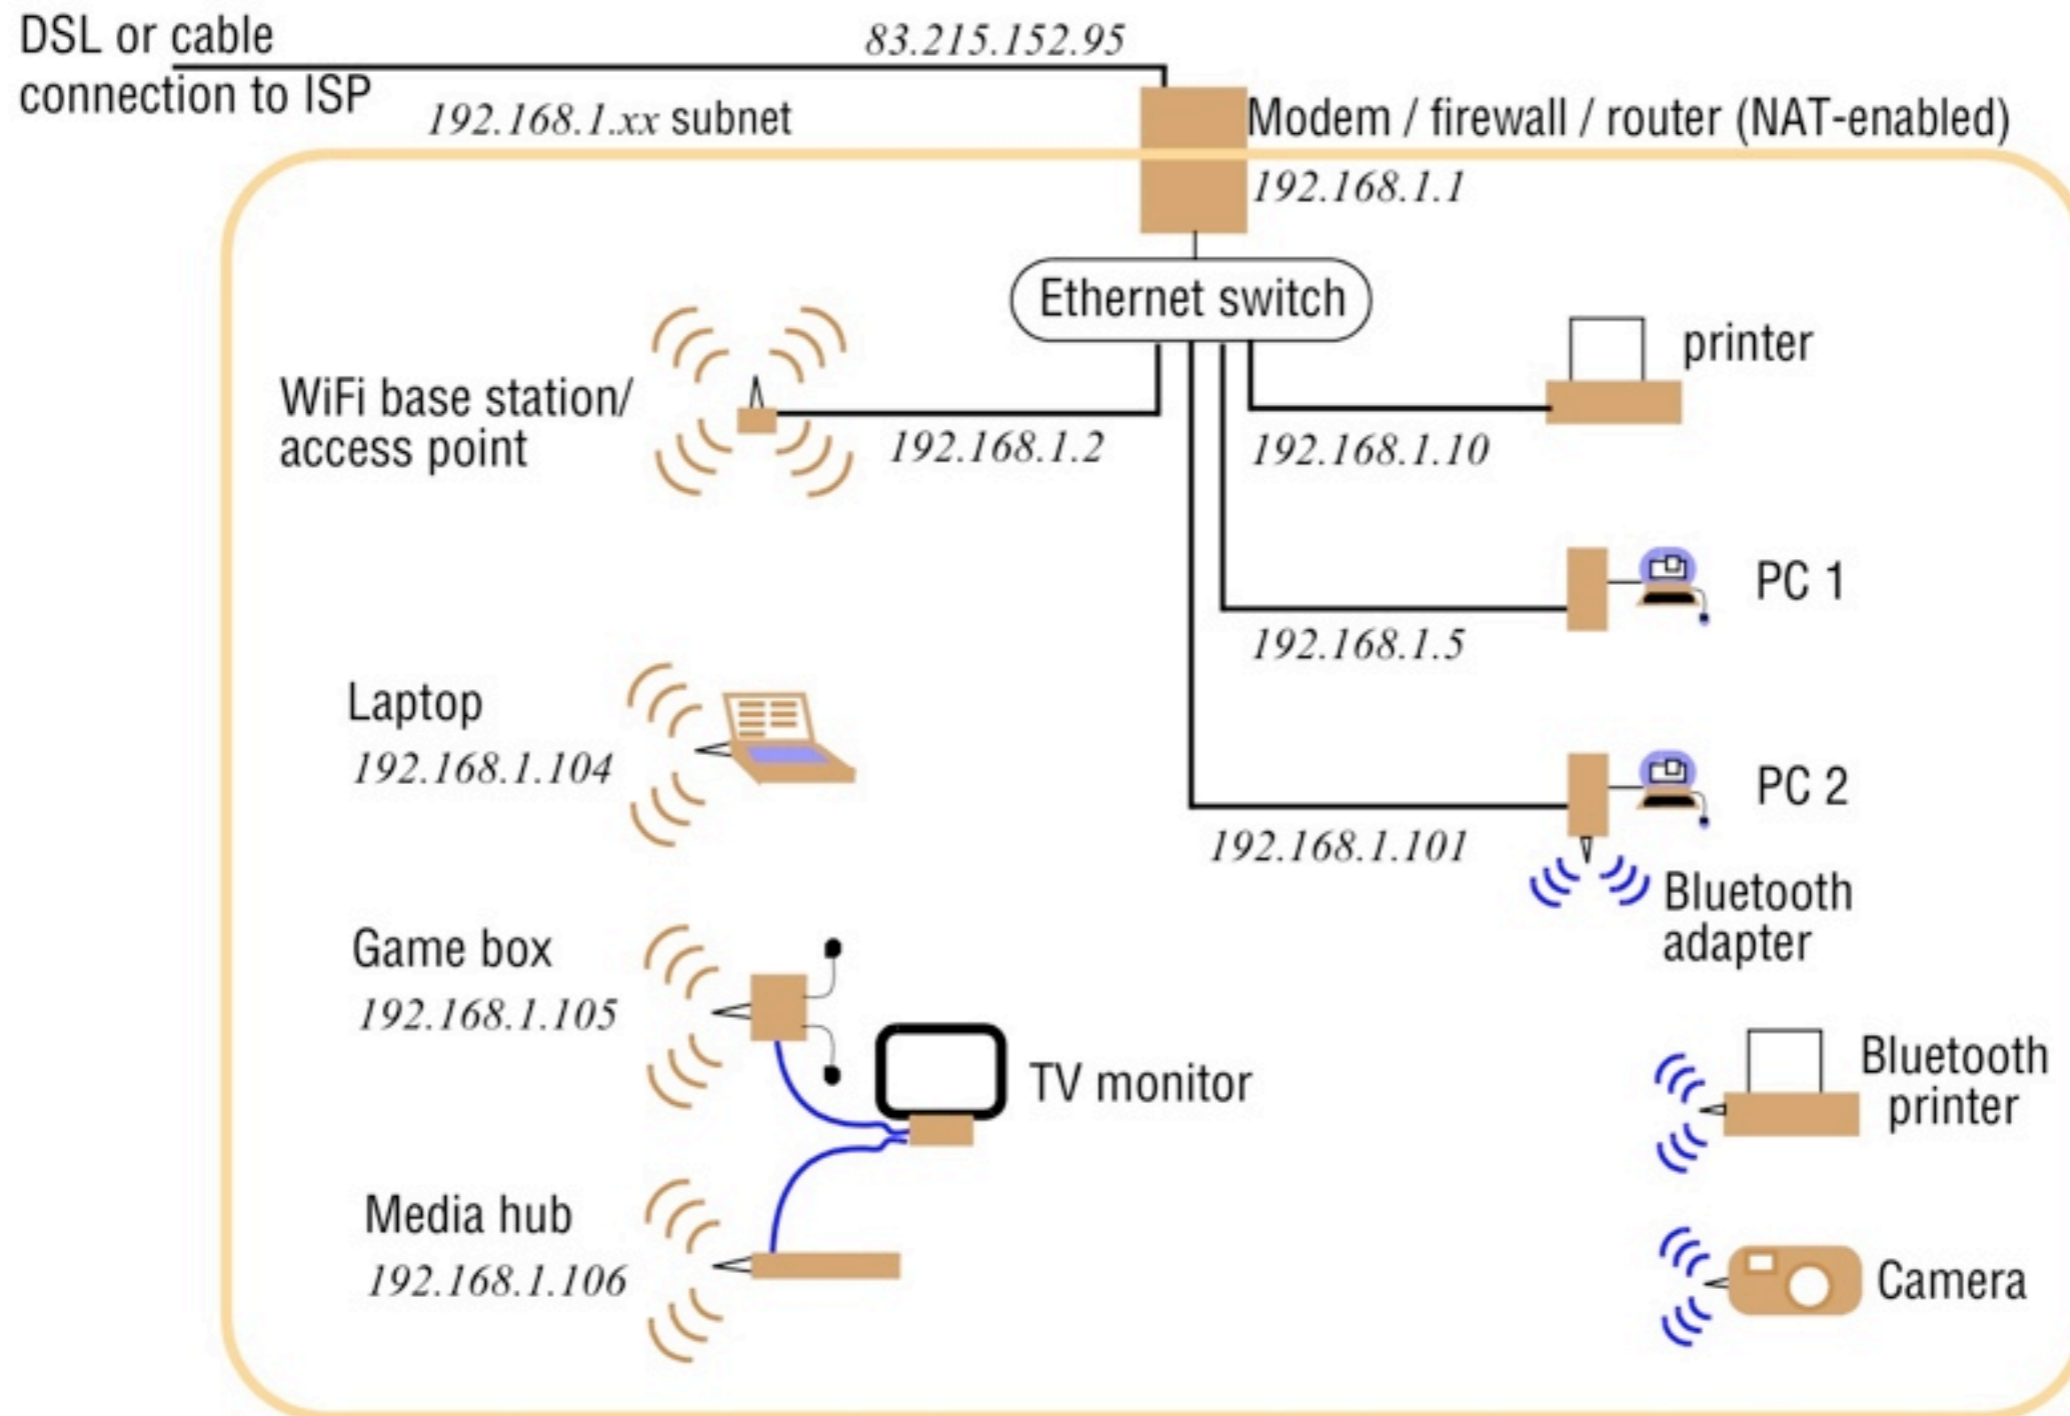 DSL or cable
connection to ISP
83.215.152.95
192.168.1.xx subnet
Modem / firewall / router (NAT-enabled)
192.168.1.1
Ethernet switch
printer
WiFi base station/
access point
192.168.1.2
192.168.1.10
PC 1
192.168.1.5
Laptop
192.168.1.104
PC 2
192.168.1.101
Bluetooth
adapter
Game box
192.168.1.105
TV monitor
Bluetooth
printer
Media hub
192.168.1.106
Camera